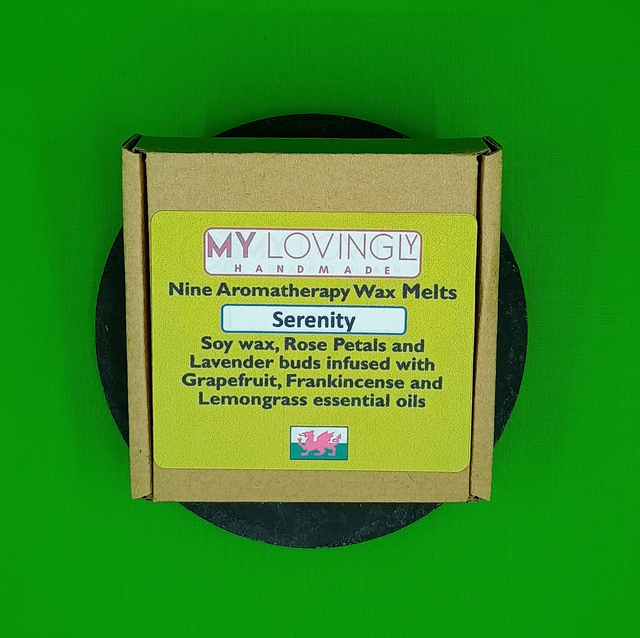 MY LOVINGLY
HANDMADE
Nine Aromatherapy Wax Melts
Serenity
Soy wax, Rose Petals and
Lavender buds infused with
Grapefruit, Frankincense and
Lemongrass essential oils